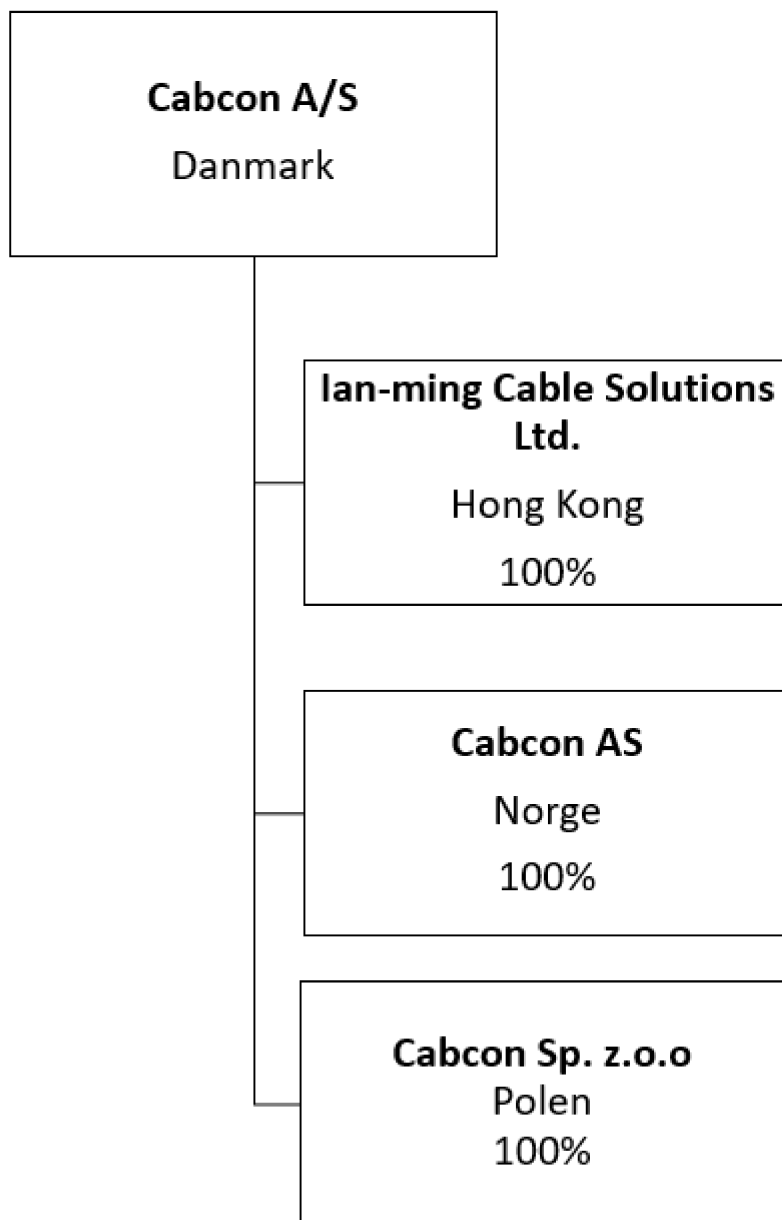 Cabcon A/S
Danmark
Ian-ming Cable Solutions
Ltd.
Hong Kong
100%
Cabcon AS
Norge
100%
Cabcon Sp. z.o.o
Polen
100%